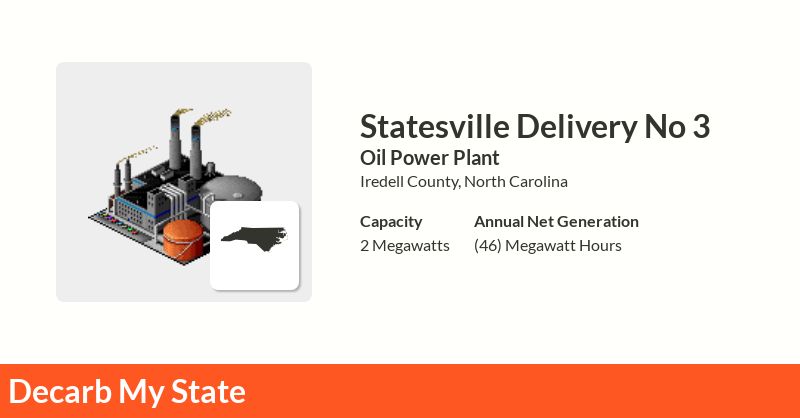 Statesville Delivery No 3
Oil Power Plant
Iredell County, North Carolina
Capacity
2 Megawatts
Annual Net Generation
(46) Megawatt Hours
Decarb My State